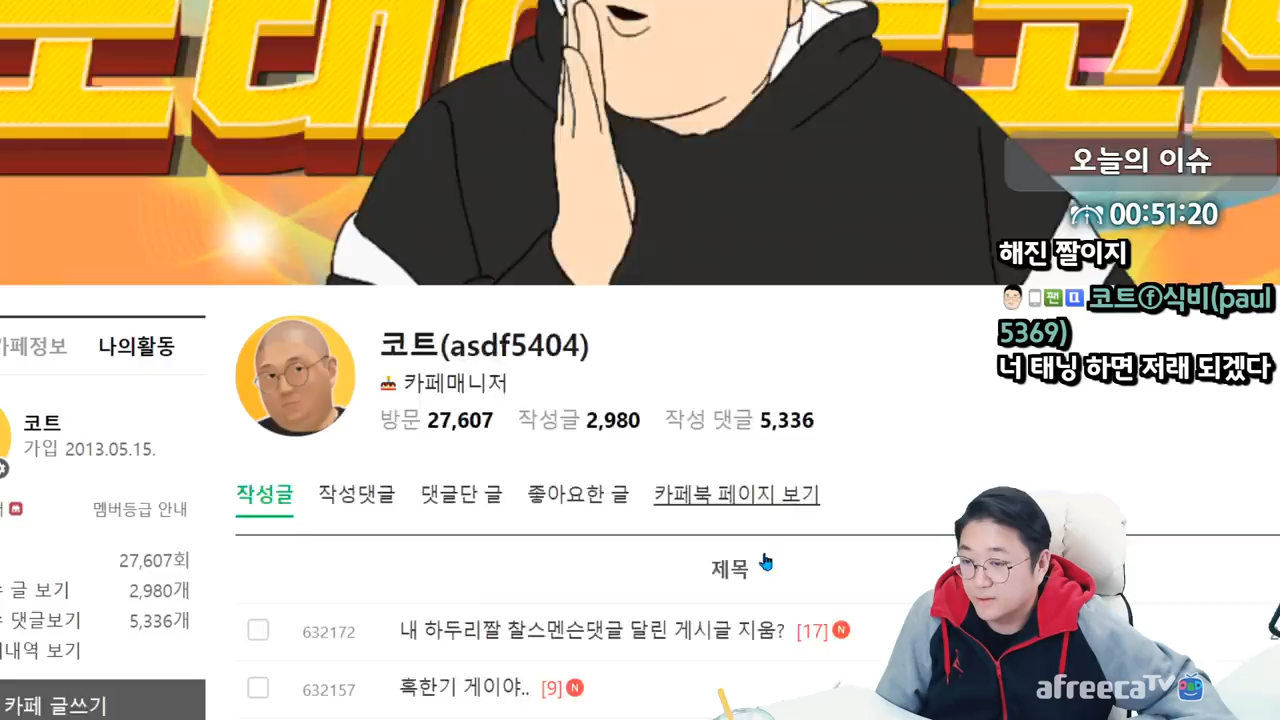 오늘의 이슈
00:51:20
해진 짤이지
팬
코트ⓕ식비(paul
5369)
너 태닝 하면 저래 되겠다
카페정보 나의활동
코트
가입 2013.05.15.
멤버등급 안내
27,607회
글 보기 2,980개
댓글보기 5,336개
내역 보기
카페 글쓰기
코트(asdf5404)
카페매니저
방문 27,607 작성글 2,980 작성 댓글 5,336
작성글 작성댓글 댓글단 글 좋아요한 글 카페북 페이지 보기
제목
632172 내 하두리짤 찰스멘슨댓글 달린 게시글 지움? [17] N
632157 혹한기 게이야.. [9] N
afreecaTV